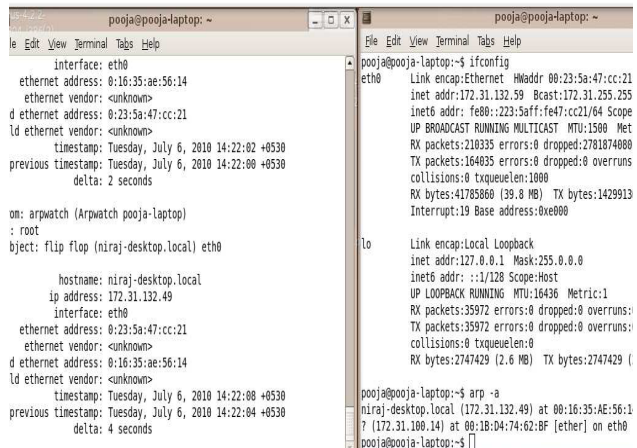 pooja@pooja-laptop: ~
le Edit View Terminal Tabs Help
interface: eth0
ethernet address: 0:16:35:ae:56:14
ethernet vendor: <unknown>
d ethernet address: 0:23:5a:47:cc:21
ld ethernet vendor: <unknown>
timestamp: Tuesday, July 6, 2010 14:22:02 +0530
previous timestamp: Tuesday, July 6, 2010 14:22:00 +0530
delta: 2 seconds
om: arpwatch (Arpwatch pooja-laptop)
: root
bject: flip flop (niraj-desktop.local) eth0
hostname: niraj-desktop.local
ip address: 172.31.132.49
interface: eth0
ethernet address: 0:23:5a:47:cc:21
ethernet vendor: <unknown>
d ethernet address: 0:16:35:ae:56:14
ld ethernet vendor: <unknown>
timestamp: Tuesday, July 6, 2010 14:22:08 +0530
previous timestamp: Tuesday, July 6, 2010 14:22:04 +0530
delta: 4 seconds
pooja@pooja-laptop: ~
File Edit View Terminal Tabs Help
pooja@pooja-laptop:~$ ifconfig
eth0 Link encap:Ethernet HWaddr 00:23:5a:47:cc:21
inet addr:172.31.132.59 Bcast:172.31.255.255
inet6 addr: fe80::223:5aff:fe47:cc21/64 Scope
UP BROADCAST RUNNING MULTICAST MTU:1500 Met
RX packets:210335 errors:0 dropped:2781874080
TX packets:164035 errors:0 dropped:0 overruns
collisions:0 txqueuelen:1000
RX bytes:41785860 (39.8 MB) TX bytes:1429913
Interrupt:19 Base address:0xe000
lo Link encap:Local Loopback
inet addr:127.0.0.1 Mask:255.0.0.0
inet6 addr: ::1/128 Scope:Host
UP LOOPBACK RUNNING MTU:16436 Metric:1
RX packets:35972 errors:0 dropped:0 overruns:
TX packets:35972 errors:0 dropped:0 overruns:
collisions:0 txqueuelen:0
RX bytes:2747429 (2.6 MB) TX bytes:2747429 (
pooja@pooja-laptop:~$ arp -a
niraj-desktop.local (172.31.132.49) at 00:16:35:AE:56:1
? (172.31.100.14) at 00:1B:D4:74:62:BF [ether] on eth0
pooja@pooja-laptop:~$